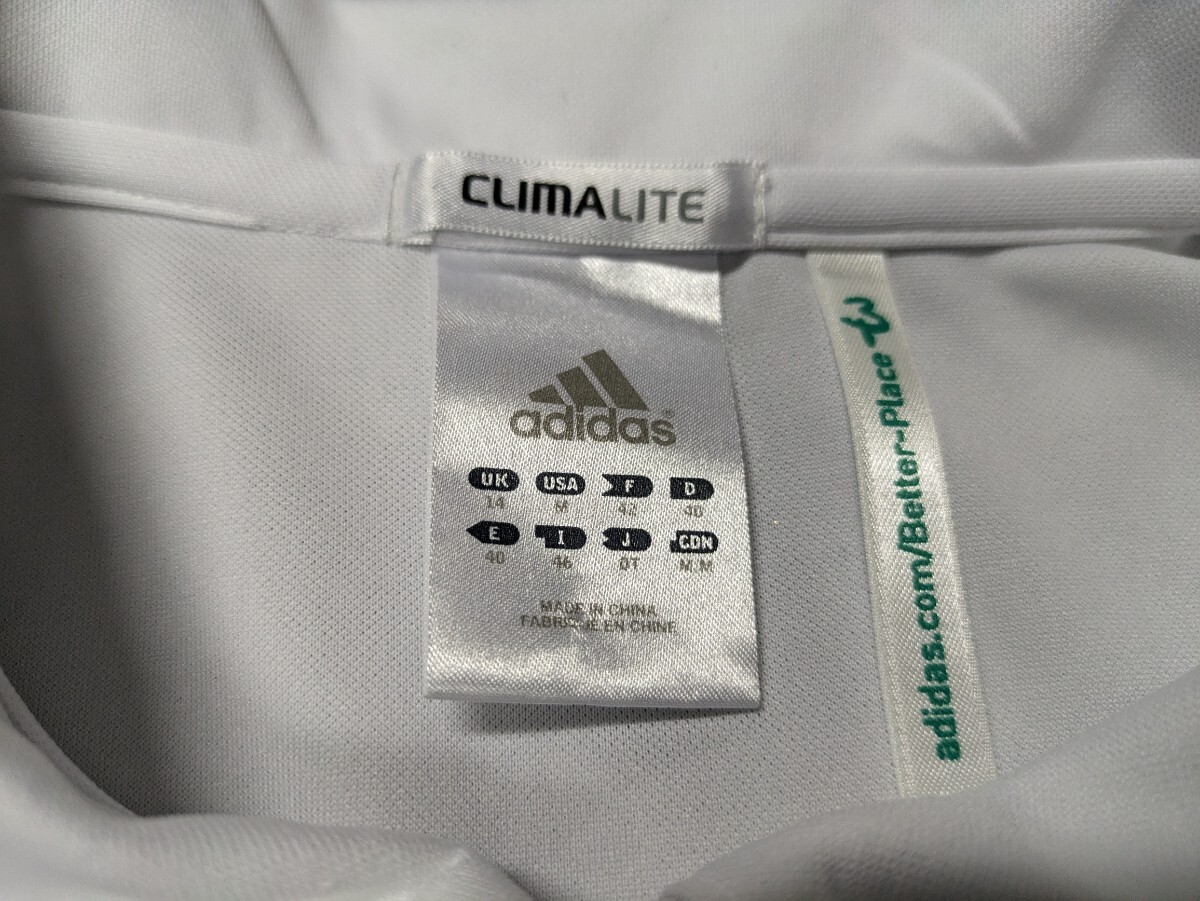 CLIMALITE
adidas®
UK USA F D
14 M 42 40
E I J CDN
40 46 OT M/M
MADE IN CHINA
FABRIQUE EN CHINE
adidas.com/Better-Place